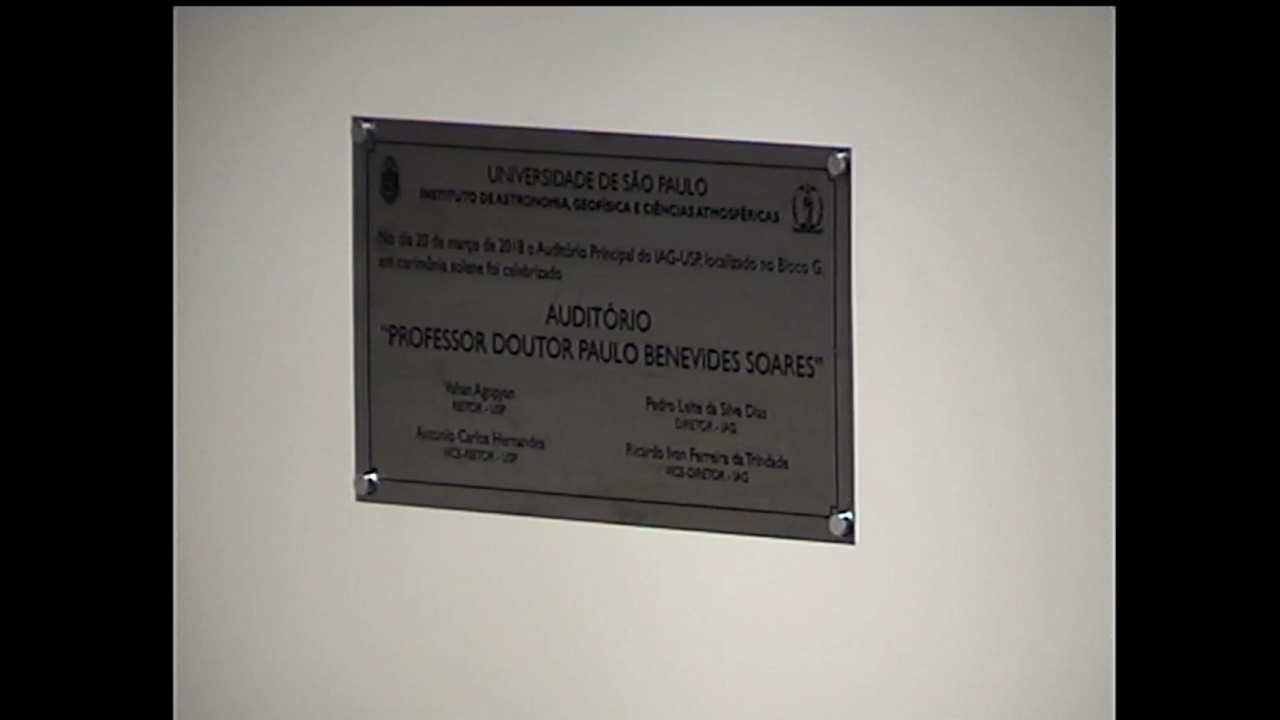 UNIVERSIDADE DE SÃO PAULO
INSTITUTO DE ASTRONOMIA, GEOFÍSICA E CIÊNCIAS ATMOSFÉRICAS
No dia 20 de março de 2018 o Auditório Principal do IAG-USP, localizado no Bloco G,
em cerimônia solene foi celebrizado
AUDITÓRIO
“PROFESSOR DOUTOR PAULO BENEVIDES SOARES”
Vahan Agopyan
REITOR - USP
Pedro Leite da Silva Dias
DIRETOR - IAG
Antonio Carlos Hernandes
VICE-REITOR - USP
Ricardo Ivan Ferreira da Trindade
VICE-DIRETOR - IAG